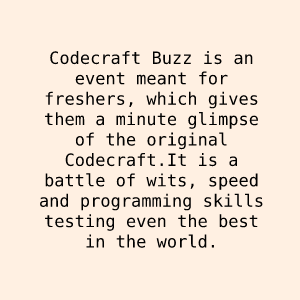 Codecraft Buzz is an
event meant for
freshers, which gives
them a minute glimpse
of the original
Codecraft.It is a
battle of wits, speed
and programming skills
testing even the best
in the world.